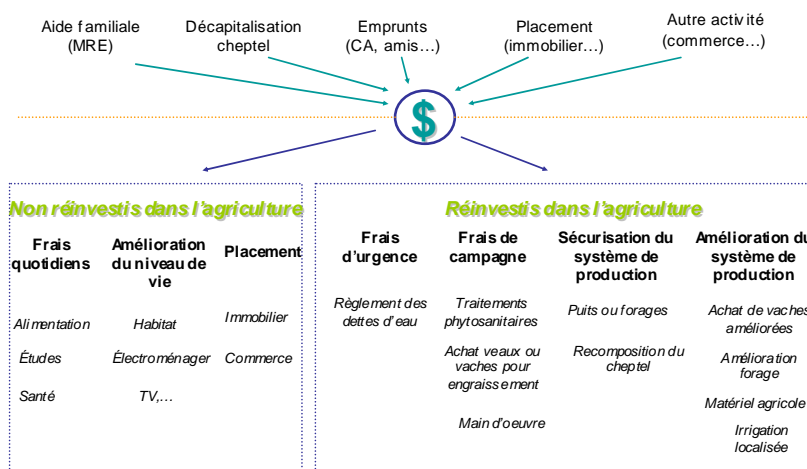 Aide familiale
(MRE)
Décapitalisation
cheptel
Emprunts
(CA, amis...)
Placement
(immobilier...)
Autre activité
(commerce...)
$
Non réinvestis dans l'agriculture
Frais
quotidiens
Amélioration
du niveau de
vie
Placement
Alimentation
Habitat
Immobilier
Études
Électroménager
Commerce
Santé
TV,...
Réinvestis dans l'agriculture
Frais
d'urgence
Frais de
campagne
Sécurisation du
système de
production
Amélioration du
système de
production
Règlement des
dettes d'eau
Traitements
phytosanitaires
Puits ou forages
Achat de vaches
améliorées
Achat veaux ou
vaches pour
engraissement
Recomposition du
cheptel
Amélioration
forage
Main d'oeuvre
Matériel agricole
Irrigation
localisée